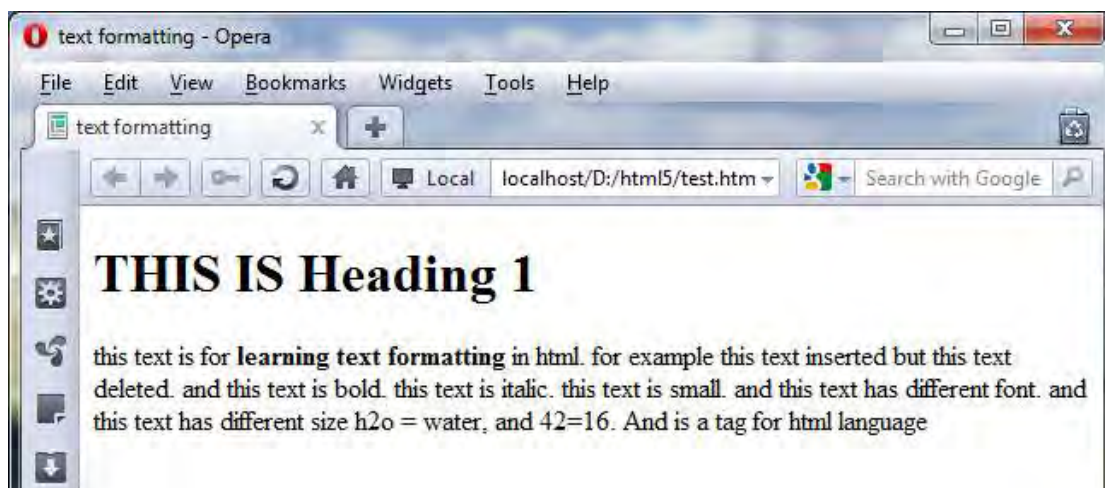 text formatting - Opera
File Edit View Bookmarks Widgets Tools Help
text formatting
Local localhost/D:/html5/test.htm Search with Google
THIS IS Heading 1
this text is for learning text formatting in html. for example this text inserted but this text
deleted. and this text is bold. this text is italic. this text is small. and this text has different font. and
this text has different size h2o = water, and 42=16. And is a tag for html language